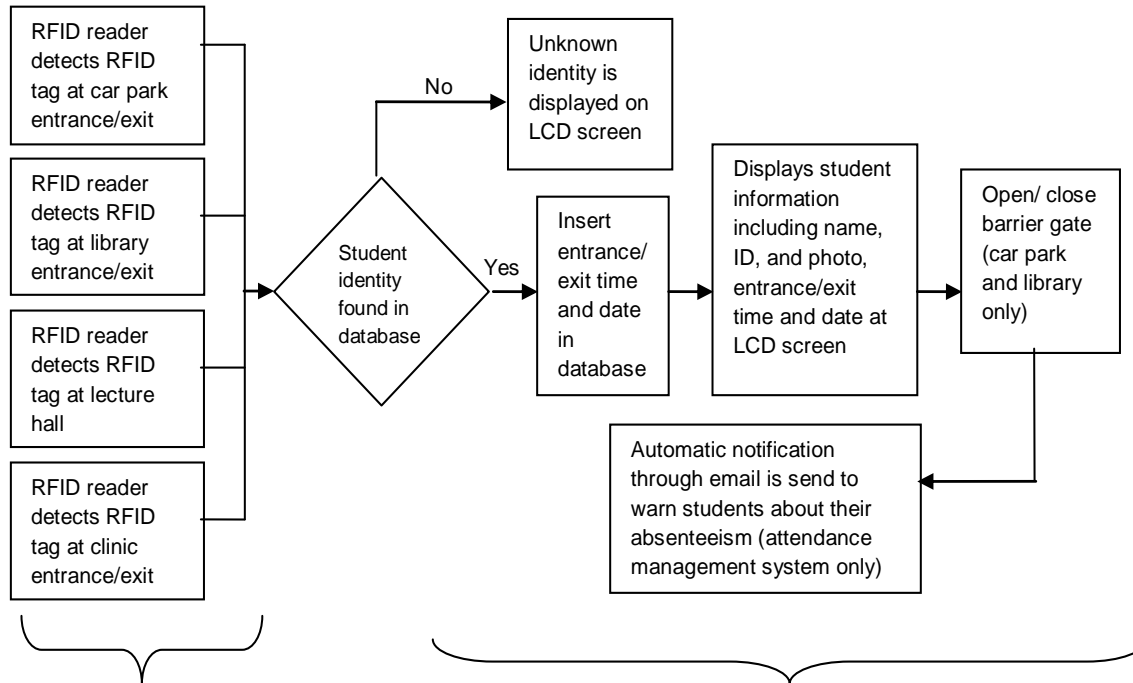 RFID reader
detects RFID
tag at car park
entrance/exit
RFID reader
detects RFID
tag at library
entrance/exit
RFID reader
detects RFID
tag at lecture
hall
RFID reader
detects RFID
tag at clinic
entrance/exit
Student
identity
found in
database
No
Unknown
identity is
displayed on
LCD screen
Yes
Insert
entrance/
exit time
and date
in
database
Displays student
information
including name,
ID, and photo,
entrance/exit
time and date at
LCD screen
Open/ close
barrier gate
(car park
and library
only)
Automatic notification
through email is send to
warn students about their
absenteeism (attendance
management system only)